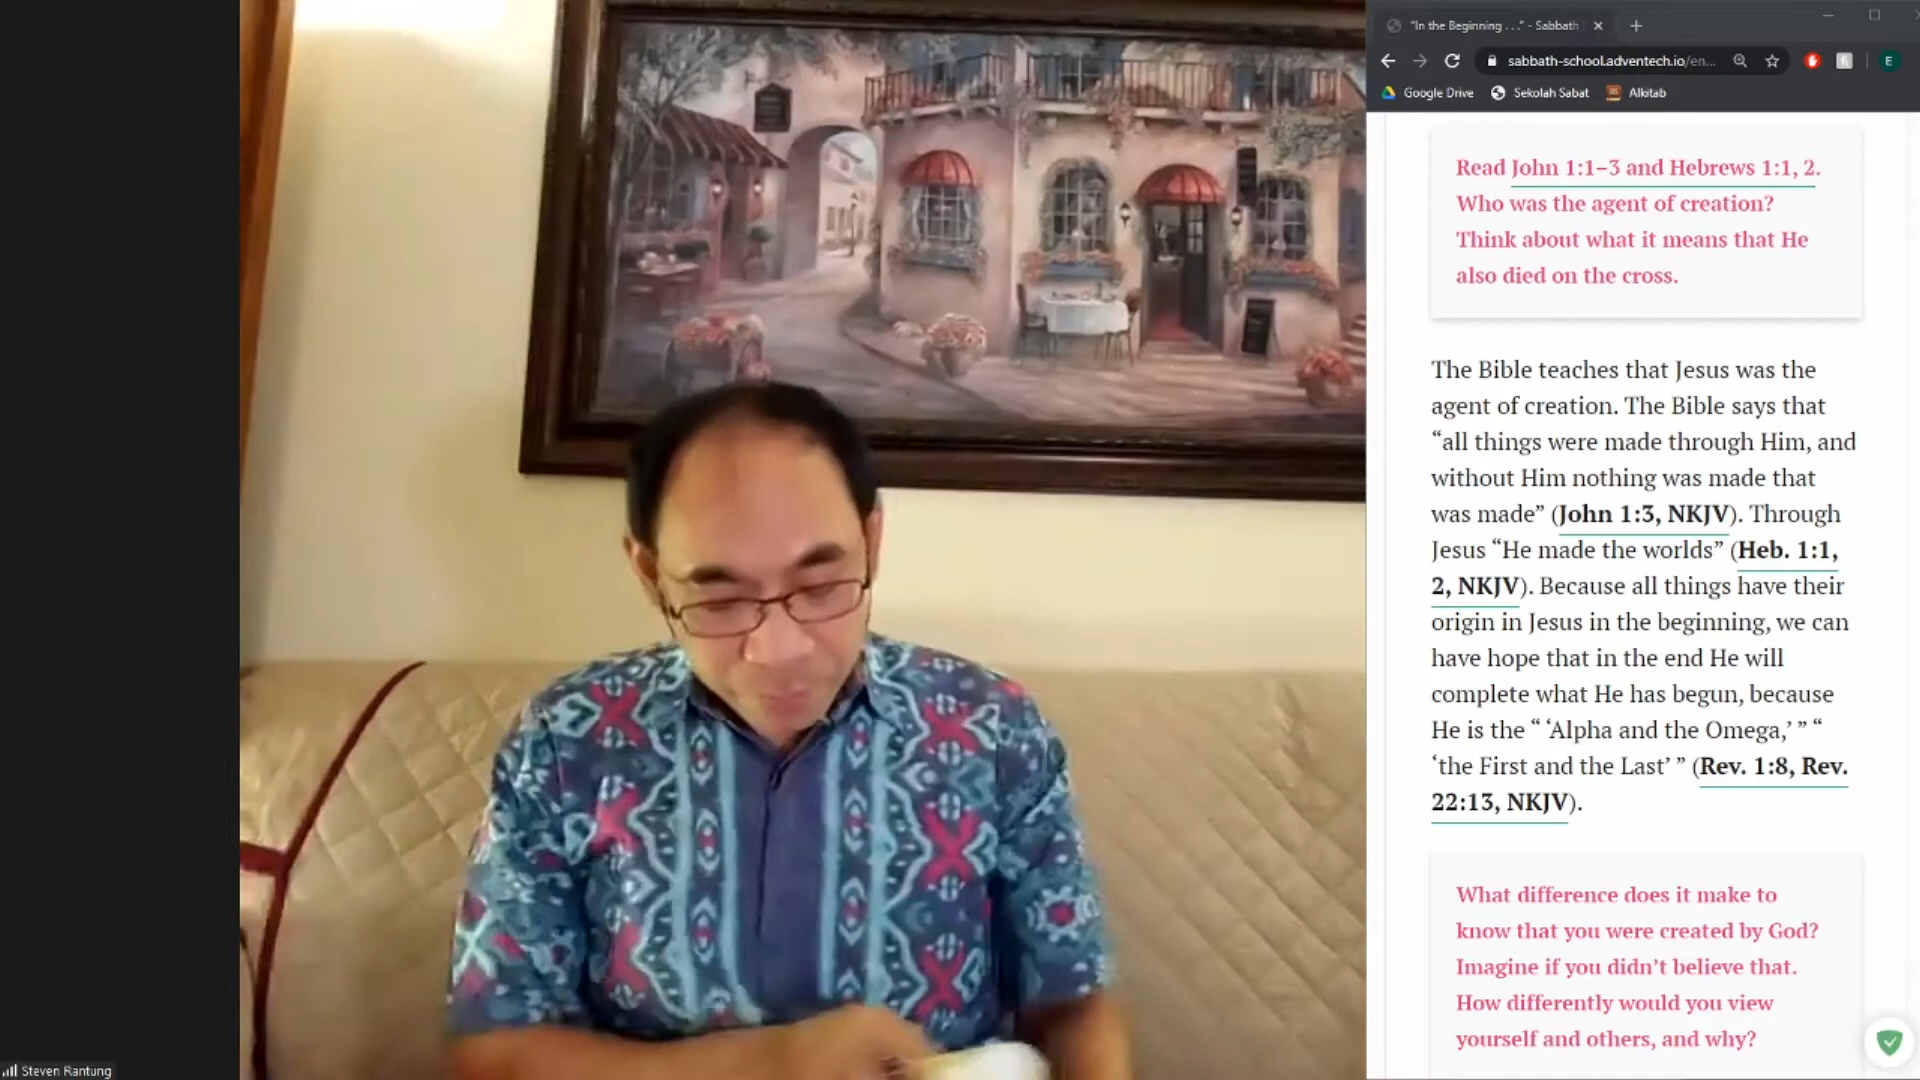 "In the Beginning . . ." - Sabbath
sabbath-school.adventech.io/en...
E
Google Drive
Sekolah Sabat
Alkitab
Read John 1:1–3 and Hebrews 1:1, 2.
Who was the agent of creation?
Think about what it means that He
also died on the cross.
The Bible teaches that Jesus was the
agent of creation. The Bible says that
“all things were made through Him, and
without Him nothing was made that
was made” (John 1:3, NKJV). Through
Jesus “He made the worlds” (Heb. 1:1,
2, NKJV). Because all things have their
origin in Jesus in the beginning, we can
have hope that in the end He will
complete what He has begun, because
He is the “ ‘Alpha and the Omega,’ ” “
‘the First and the Last’ ” (Rev. 1:8, Rev.
22:13, NKJV).
What difference does it make to
know that you were created by God?
Imagine if you didn’t believe that.
How differently would you view
yourself and others, and why?
Steven Rantung